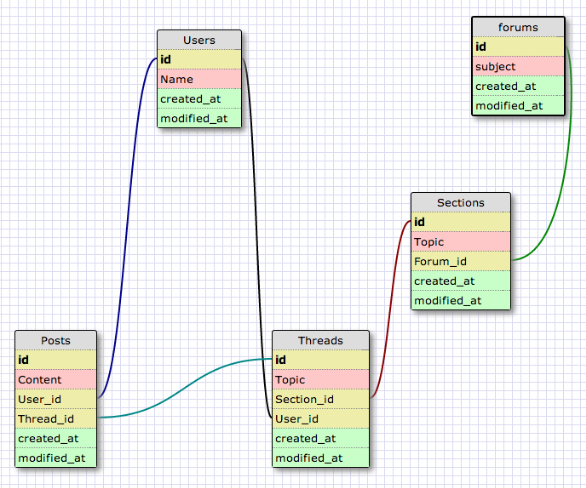 Users
id
Name
created_at
modified_at
forums
id
subject
created_at
modified_at
Sections
id
Topic
Forum_id
created_at
modified_at
Posts
id
Content
User_id
Thread_id
created_at
modified_at
Threads
id
Topic
Section_id
User_id
created_at
modified_at